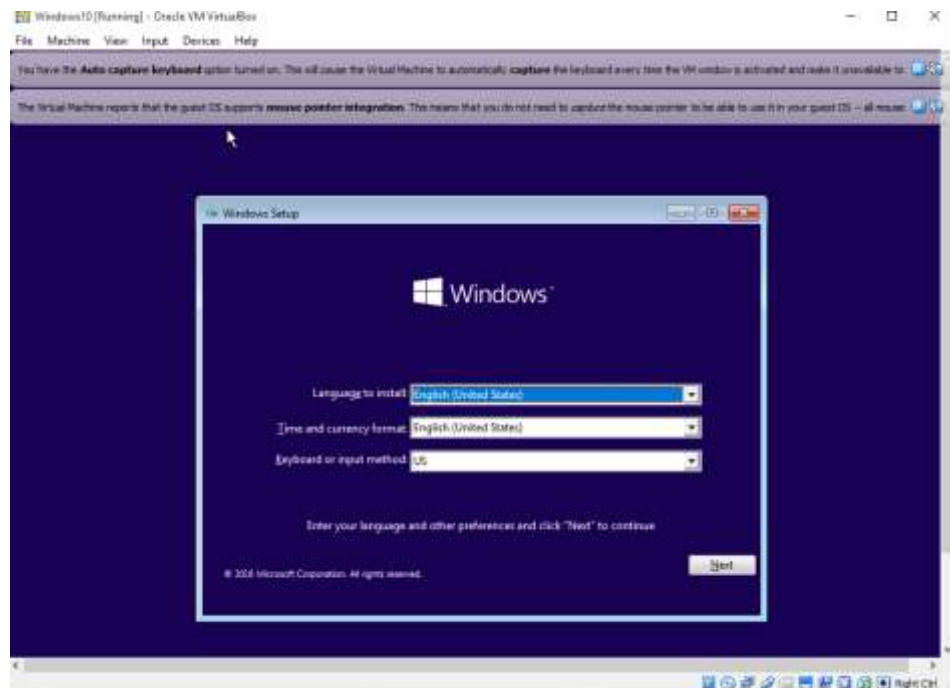 Windows10 [Running] - Oracle VM VirtualBox
File Machine View Input Devices Help
You have the Auto capture keyboard option turned on. This will cause the Virtual Machine to automatically capture the keyboard every time the VM window is activated and make it unavailable to
The Virtual Machine reports that the guest OS supports mouse pointer integration. This means that you do not need to capture the mouse pointer to be able to use it in your guest OS -- all mouse
Windows Setup
Windows
Language to install: English (United States)
Time and currency format: English (United States)
Keyboard or input method: US
Enter your language and other preferences and click "Next" to continue
© Microsoft Corporation. All rights reserved.
Next
Right Ctrl